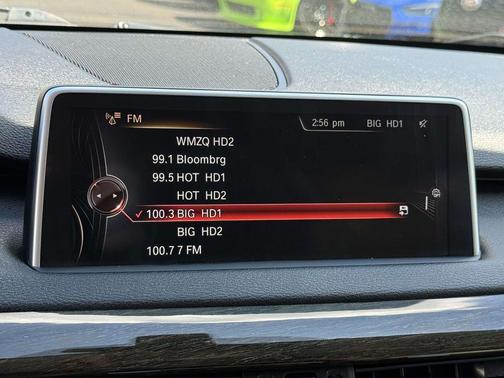 FM
2:56 pm BIG HD1
WMZQ HD2
99.1 Bloombrg
99.5 HOT HD1
HOT HD2
100.3 BIG HD1
BIG HD2
100.7 7 FM